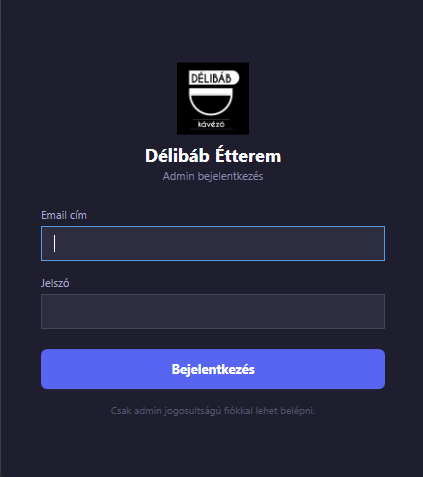 DÉLIBÁB
kávézó
Délibáb Étterem
Admin bejelentkezés
Email cím
Jelszó
Bejelentkezés
Csak admin jogosultságú fiókkal lehet belépni.